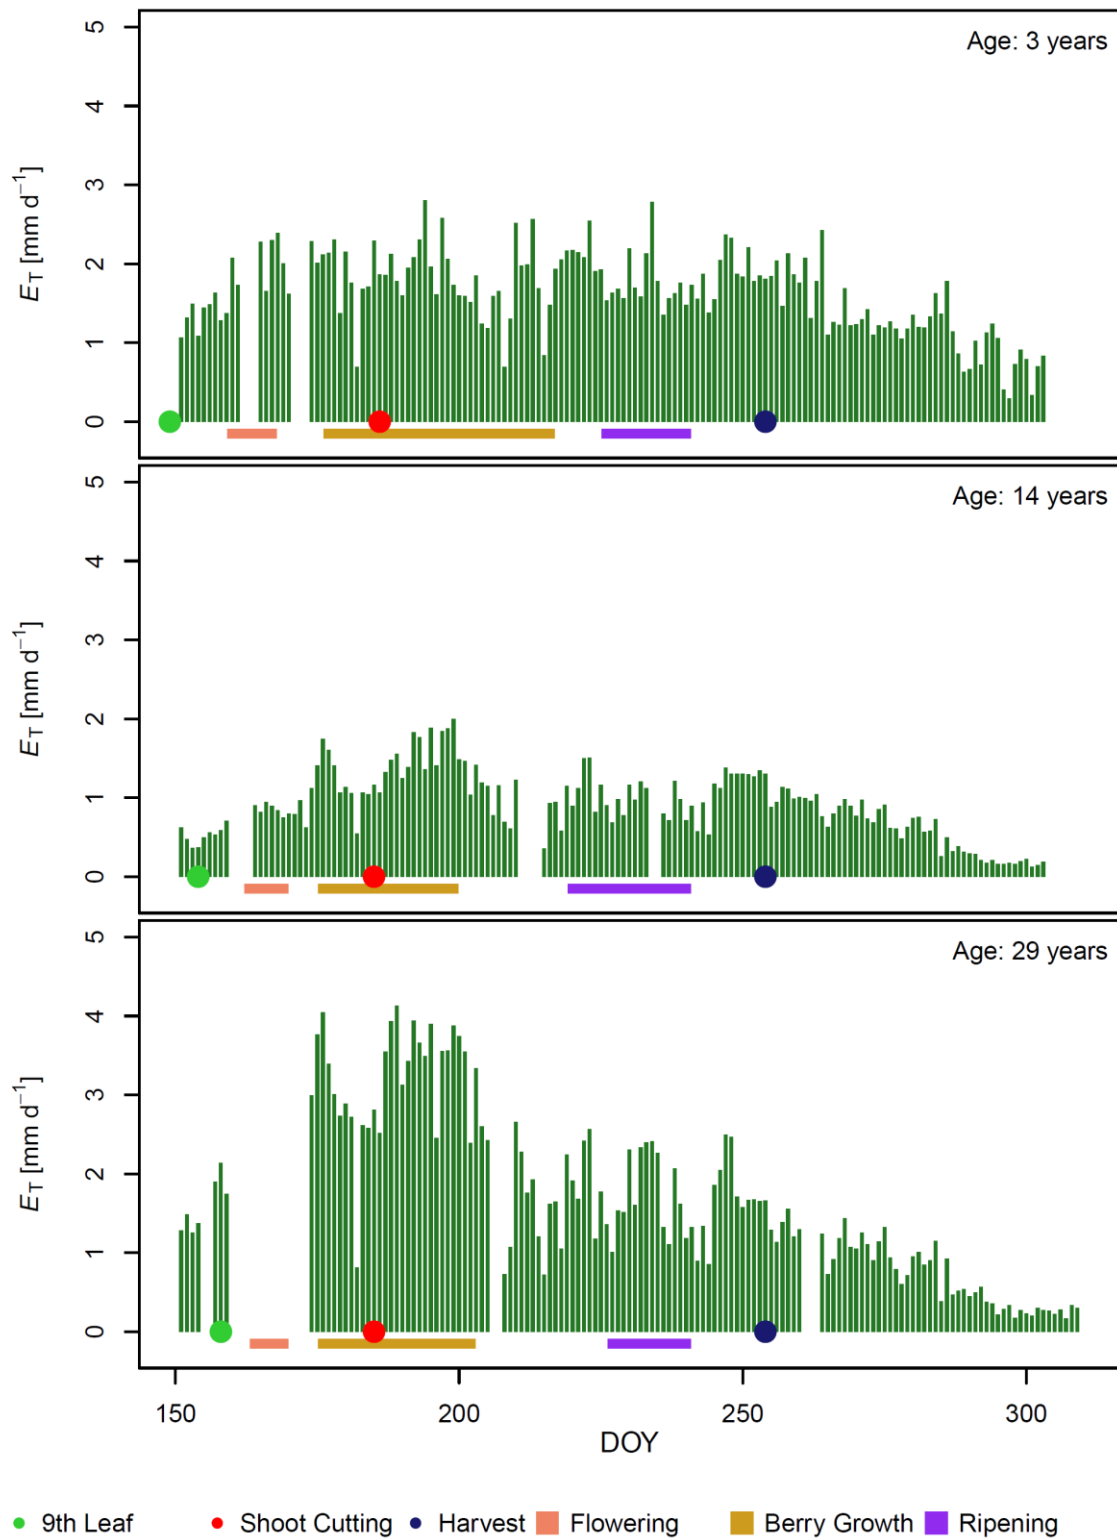 Age: 3 years
5
4
3
2
1
0
E_T [mm d⁻¹]
Age: 14 years
5
4
3
2
1
0
E_T [mm d⁻¹]
Age: 29 years
5
4
3
2
1
0
E_T [mm d⁻¹]
150 200 250 300
DOY
9th Leaf Shoot Cutting Harvest Flowering Berry Growth Ripening